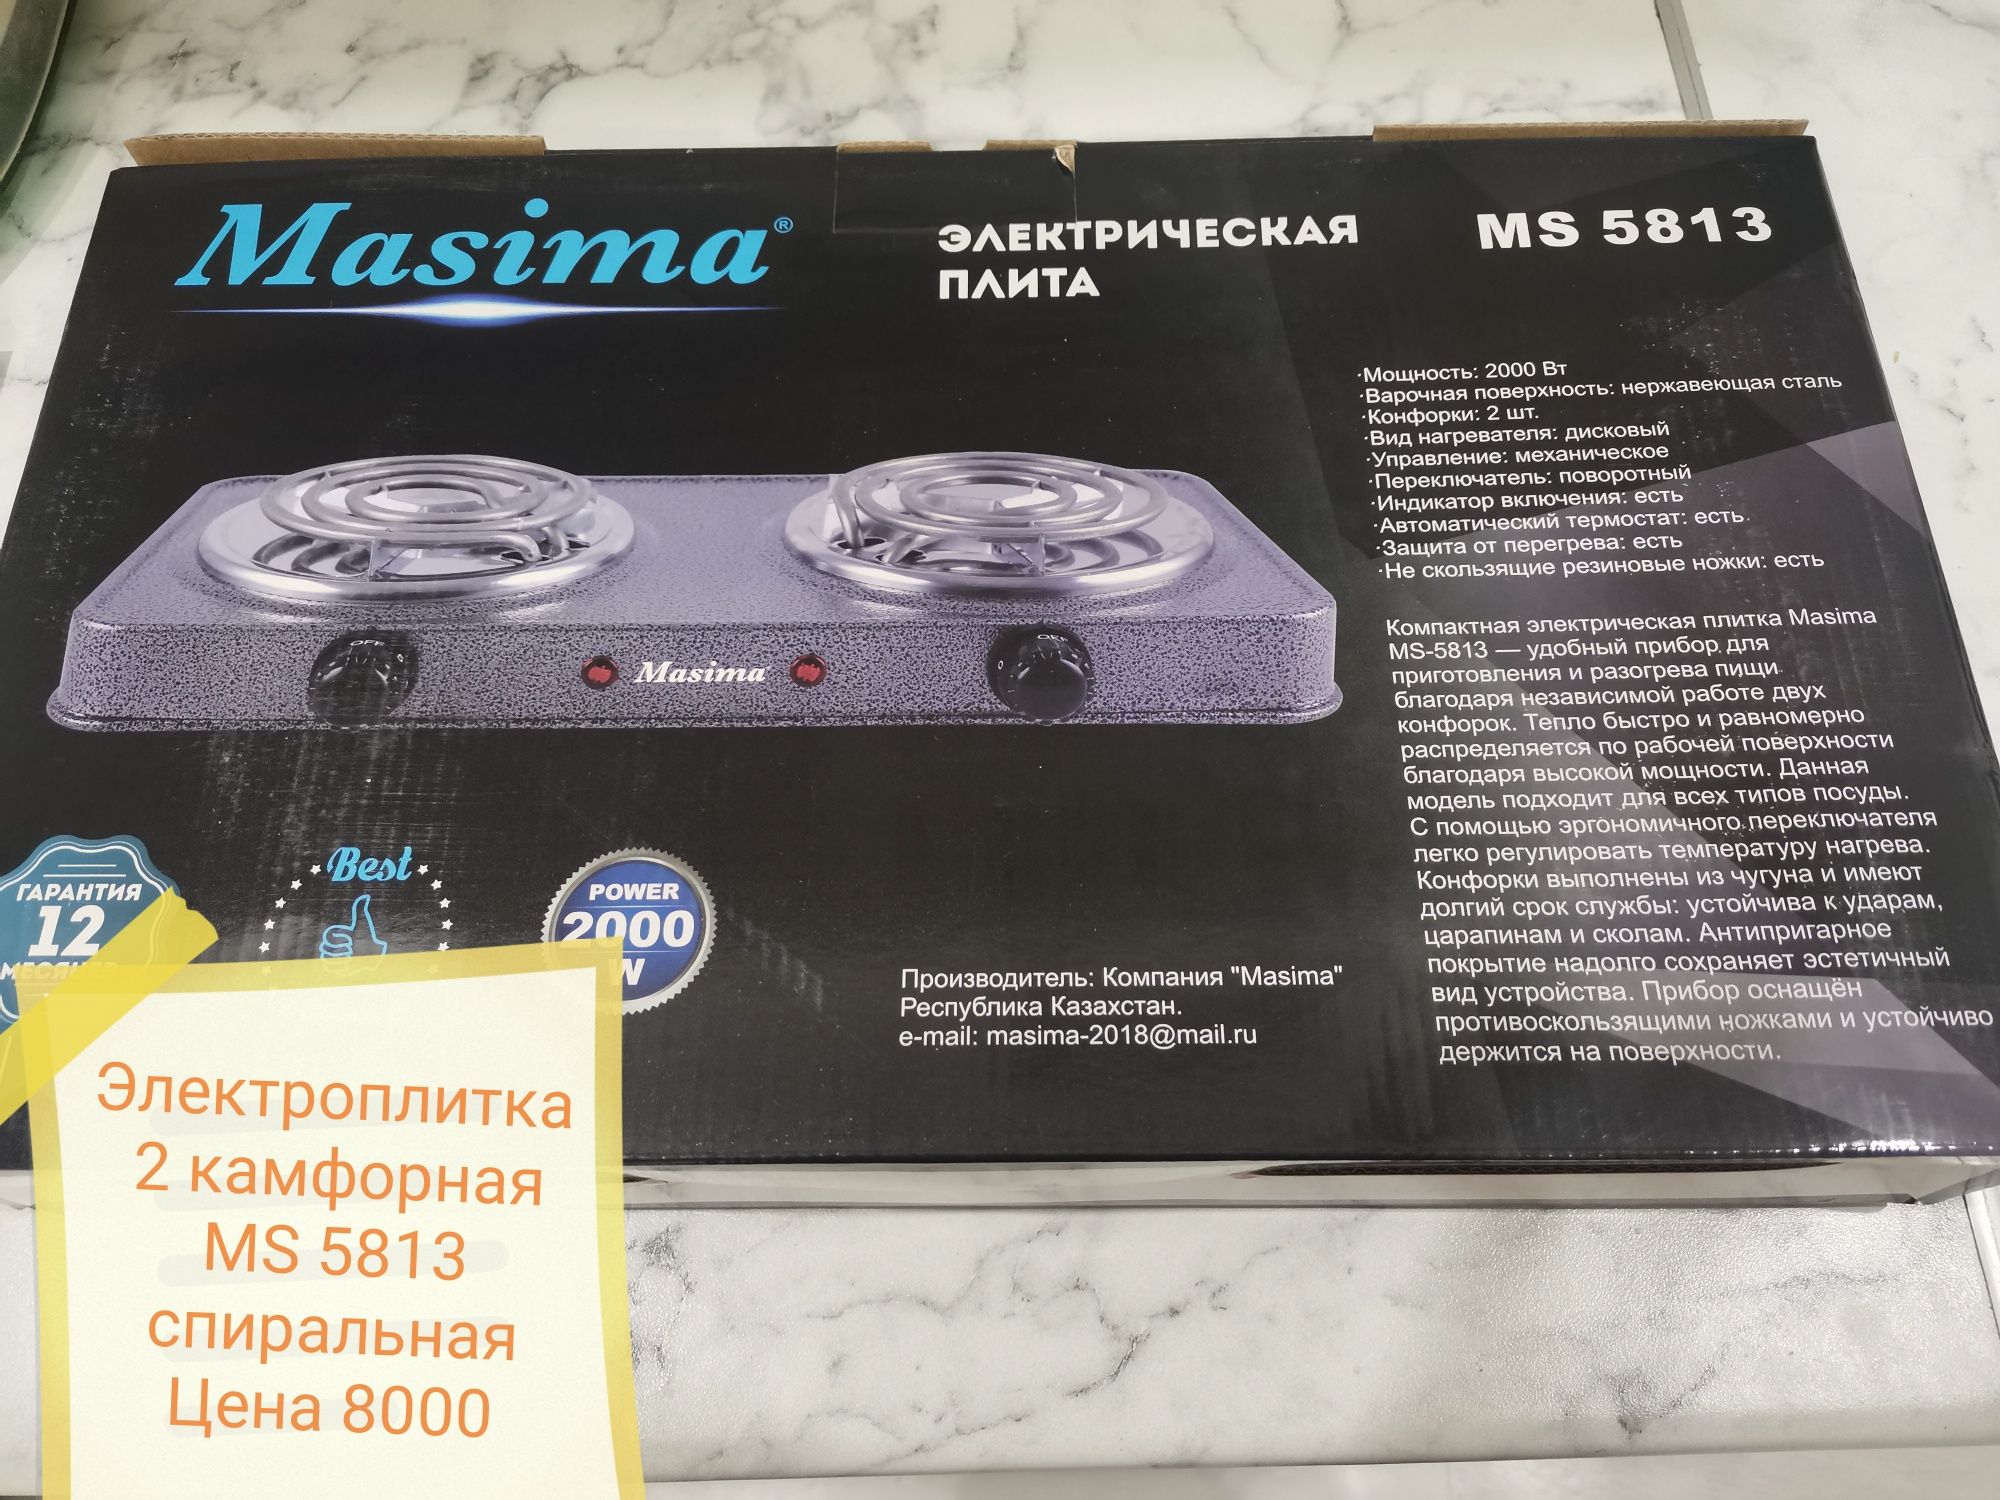 Masima®
ЭЛЕКТРИЧЕСКАЯ
ПЛИТА
MS 5813
·Мощность: 2000 Вт
·Варочная поверхность: нержавеющая сталь
·Конфорки: 2 шт.
·Вид нагревателя: дисковый
·Управление: механическое
·Переключатель: поворотный
·Индикатор включения: есть
·Автоматический термостат: есть
·Защита от перегрева: есть
·Не скользящие резиновые ножки: есть
Компактная электрическая плитка Masima
MS-5813 — удобный прибор для
приготовления и разогрева пищи
благодаря независимой работе двух
конфорок. Тепло быстро и равномерно
распределяется по рабочей поверхности
благодаря высокой мощности. Данная
модель подходит для всех типов посуды.
С помощью эргономичного переключателя
легко регулировать температуру нагрева.
Конфорки выполнены из чугуна и имеют
долгий срок службы: устойчива к ударам,
царапинам и сколам. Антипригарное
покрытие надолго сохраняет эстетичный
вид устройства. Прибор оснащён
противоскользящими ножками и устойчиво
держится на поверхности.
OFF
Masima
OFF
ГАРАНТИЯ
12
МЕСЯЦЕВ
Best
POWER
2000
W
Производитель: Компания "Masima"
Республика Казахстан.
e-mail: masima-2018@mail.ru
Электроплитка
2 камфорная
MS 5813
спиральная
Цена 8000